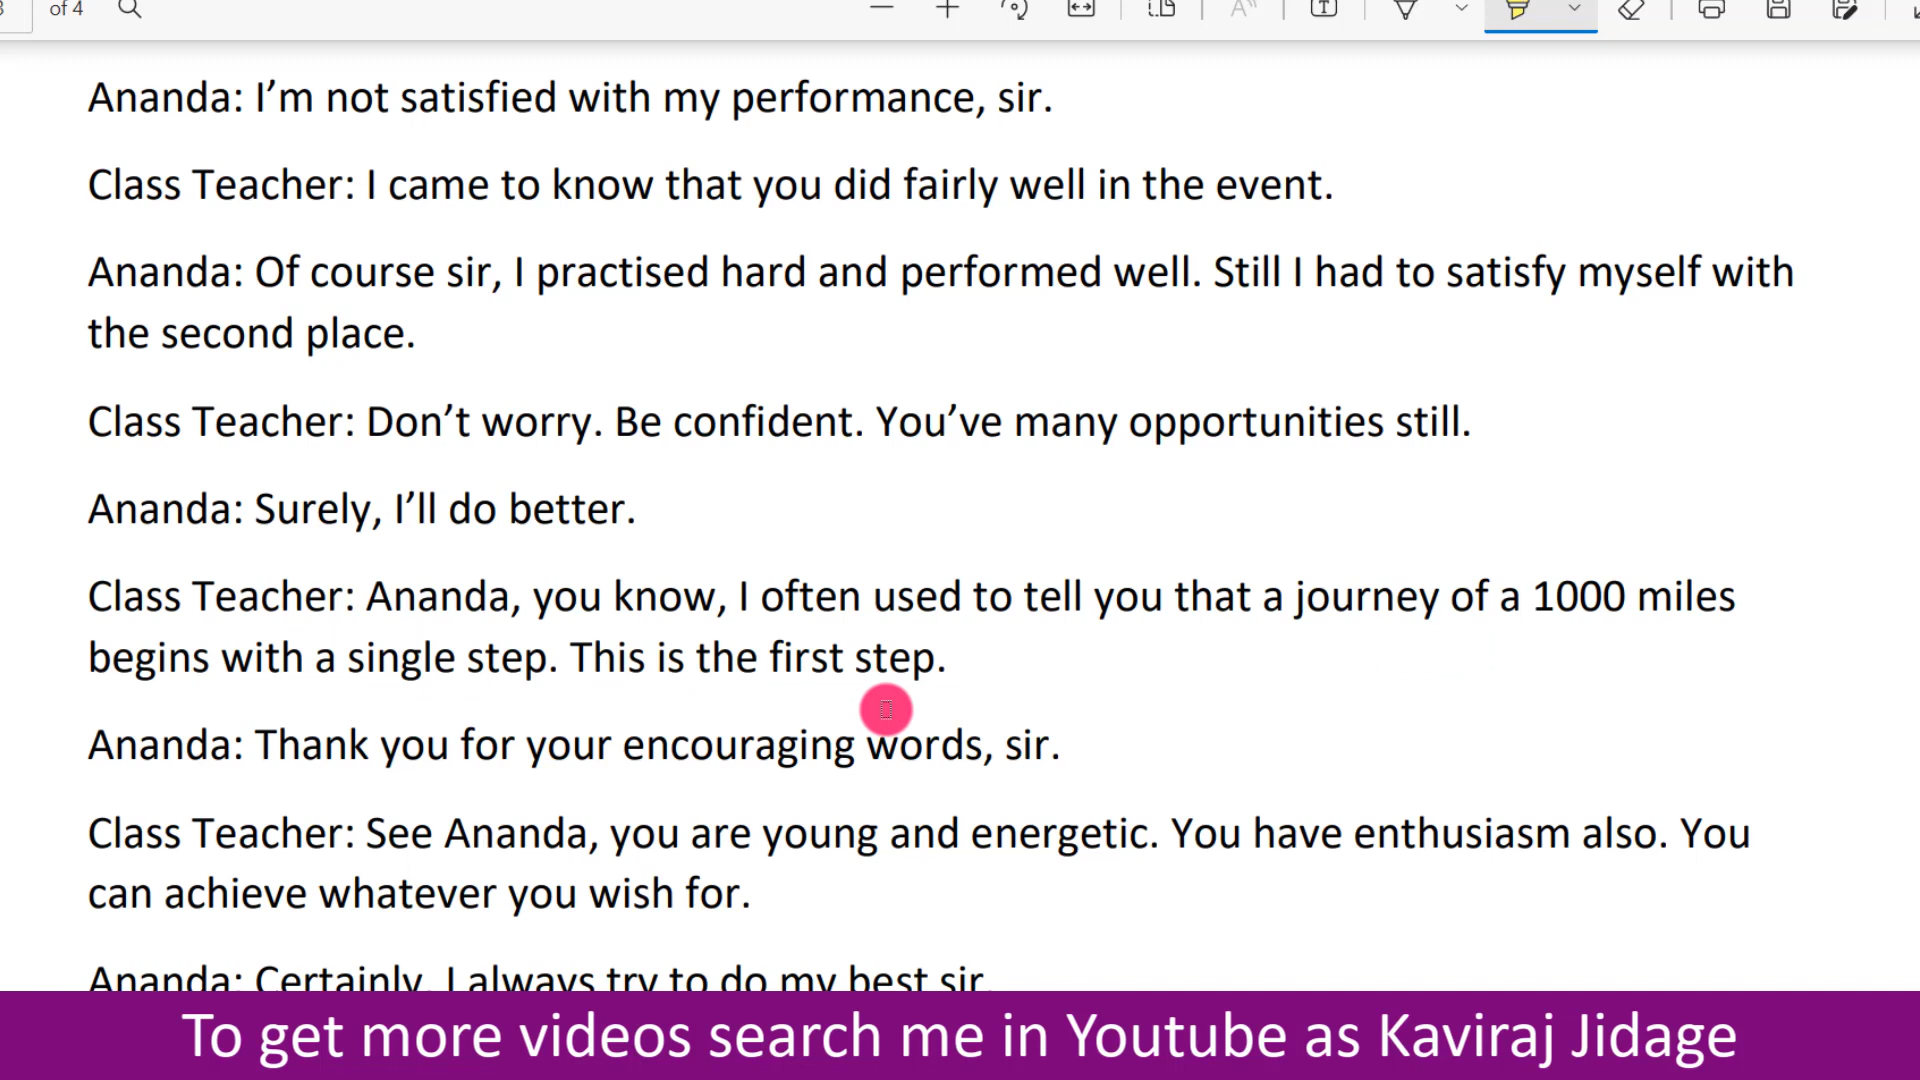 of 4
Ananda: I’m not satisfied with my performance, sir.
Class Teacher: I came to know that you did fairly well in the event.
Ananda: Of course sir, I practised hard and performed well. Still I had to satisfy myself with
the second place.
Class Teacher: Don’t worry. Be confident. You’ve many opportunities still.
Ananda: Surely, I’ll do better.
Class Teacher: Ananda, you know, I often used to tell you that a journey of a 1000 miles
begins with a single step. This is the first step.
Ananda: Thank you for your encouraging words, sir.
Class Teacher: See Ananda, you are young and energetic. You have enthusiasm also. You
can achieve whatever you wish for.
Ananda: Certainly, I always try to do my best sir.
To get more videos search me in Youtube as Kaviraj Jidage